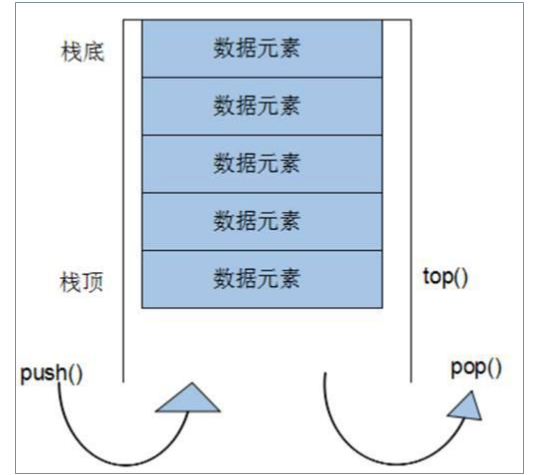 栈底
数据元素
数据元素
数据元素
数据元素
栈顶
数据元素
top()
push()
pop()